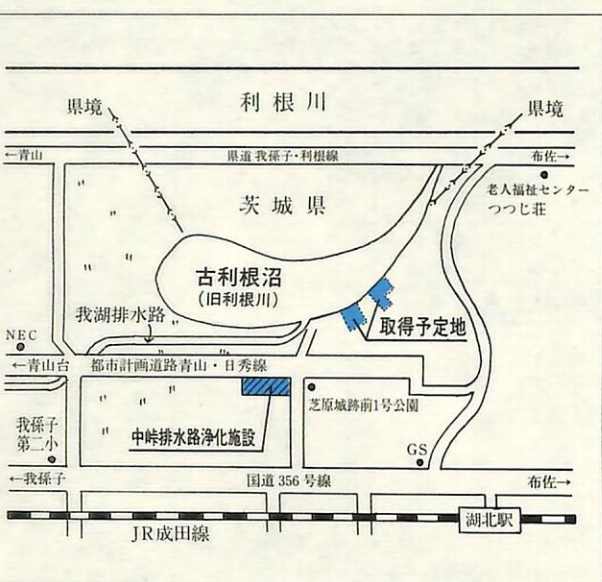 県境
利根川
県境
←青山
県道 我孫子・利根線
布佐→
老人福祉センター
つつじ荘
茨城県
古利根沼
(旧利根川)
取得予定地
我湖排水路
NEC
←青山台
都市計画道路青山・日秀線
芝原城跡前1号公園
中峠排水路浄化施設
我孫子
第二小
GS
←我孫子
国道 356 号線
布佐→
湖北駅
JR成田線